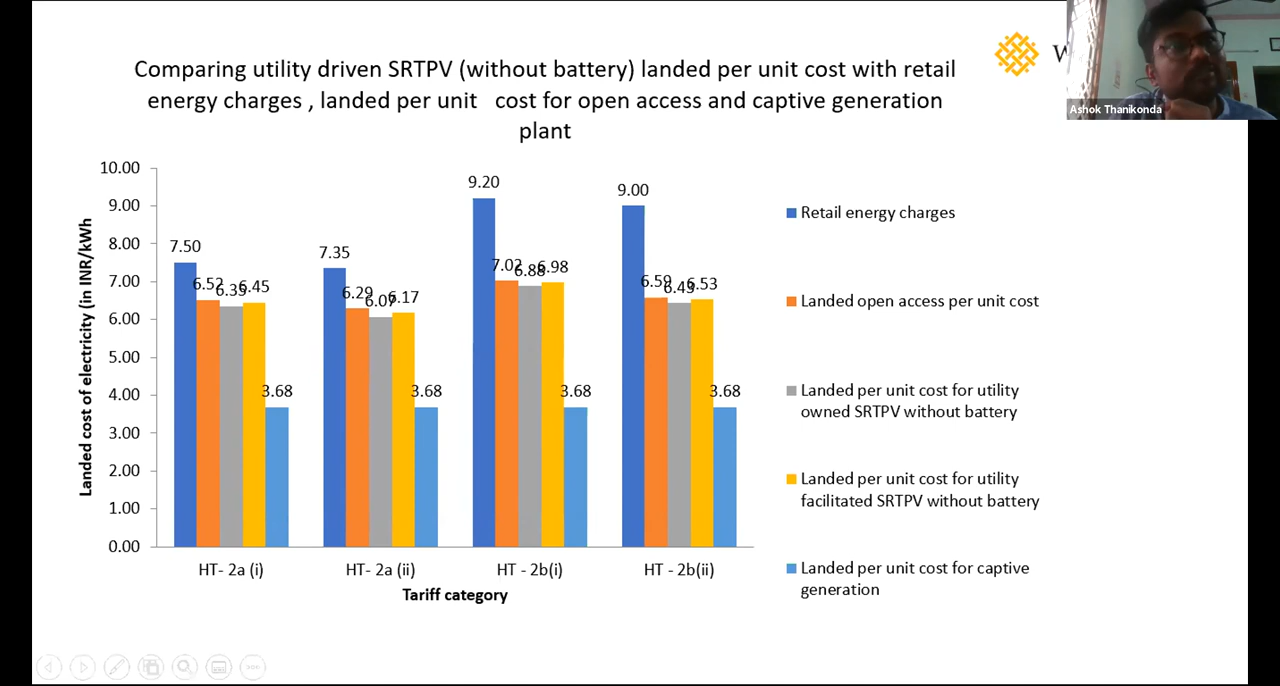 Comparing utility driven SRTPV (without battery) landed per unit cost with retail
energy charges , landed per unit cost for open access and captive generation
plant
W
Ashok Thanikonda
Landed cost of electricity (in INR/kWh
10.00
9.00
8.00
7.00
6.00
5.00
4.00
3.00
2.00
1.00
0.00
7.50
6.52
6.35
6.45
3.68
7.35
6.29
6.07
6.17
3.68
9.20
7.02
6.88
6.98
3.68
9.00
6.59
6.43
6.53
3.68
HT- 2a (i)
HT- 2a (ii)
HT - 2b(i)
HT - 2b(ii)
Tariff category
Retail energy charges
Landed open access per unit cost
Landed per unit cost for utility
owned SRTPV without battery
Landed per unit cost for utility
facilitated SRTPV without battery
Landed per unit cost for captive
generation